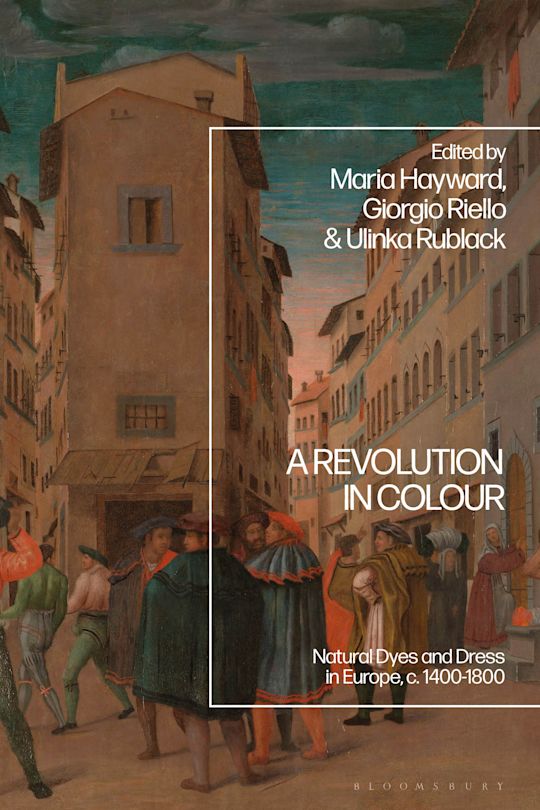 Edited by
Maria Hayward,
Giorgio Riello
& Ulinka Rublack
A REVOLUTION
IN COLOUR
Natural Dyes and Dress
in Europe, c. 1400-1800
BLOOMSBURY